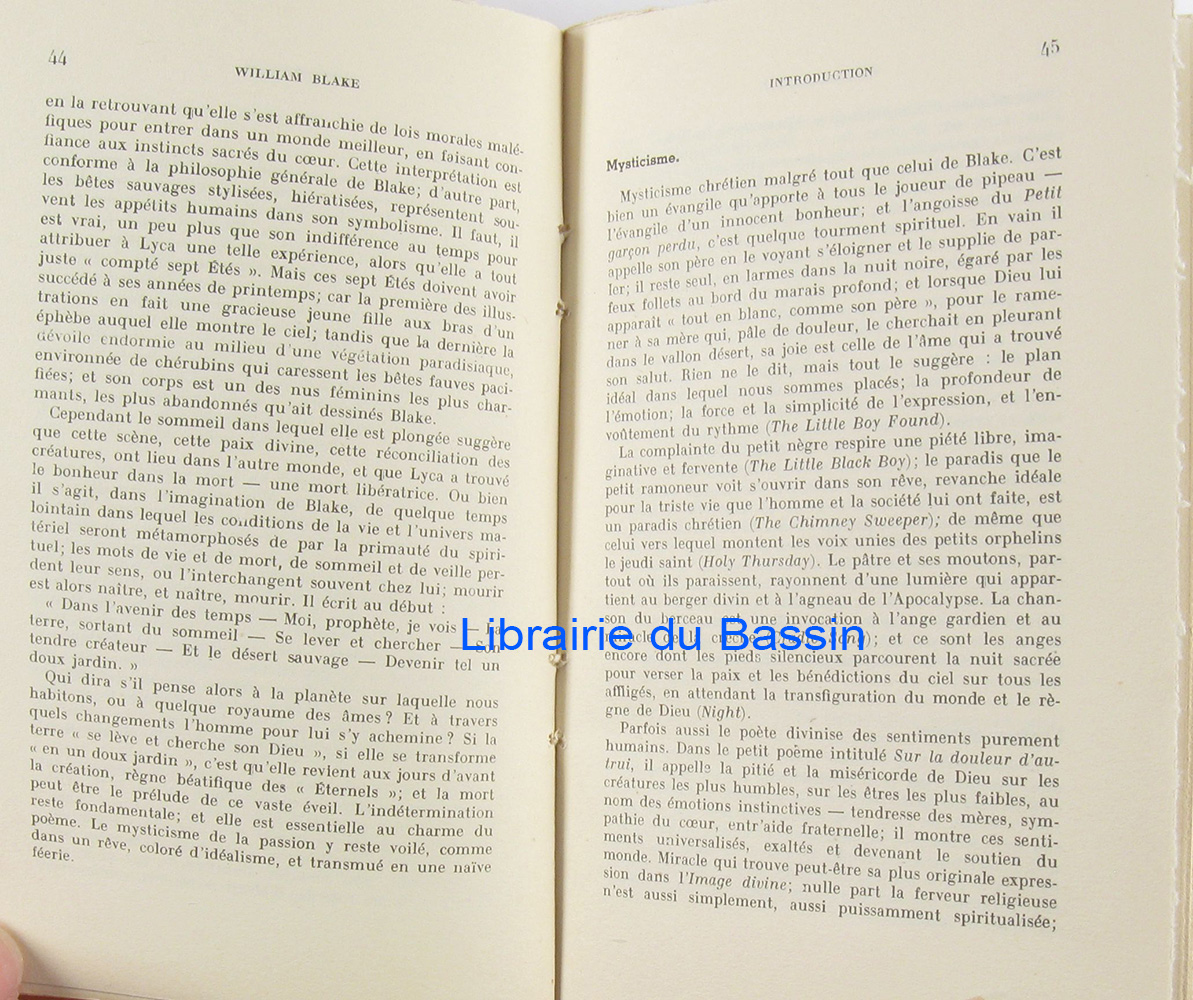 44
WILLIAM BLAKE
en la retrouvant qu'elle s'est affranchie de lois morales malé-
fiques pour entrer dans un monde meilleur, en faisant con-
fiance aux instincts sacrés du cœur. Cette interprétation est
conforme à la philosophie générale de Blake; d'autre part,
les bêtes sauvages stylisées, hiératisées, représentent sou-
vent les appétits humains dans son symbolisme. Il faut, il
est vrai, un peu plus que son indifférence au temps pour
attribuer à Lyca une telle expérience, alors qu'elle a tout
juste « compté sept Étés ». Mais ces sept Étés doivent avoir
succédé à ses années de printemps; car la première des illus-
trations en fait une gracieuse jeune fille aux bras d'un
éphèbe auquel elle montre le ciel; tandis que la dernière la
dévoile endormie au milieu d'une végétation paradisiaque,
environnée de chérubins qui caressent les bêtes fauves paci-
fiées; et son corps est un des nus féminins les plus char-
mants, les plus abandonnés qu'ait dessinés Blake.
Cependant le sommeil dans lequel elle est plongée suggère
que cette scène, cette paix divine, cette réconciliation des
créatures, ont lieu dans l'autre monde, et que Lyca a trouvé
le bonheur dans la mort — une mort libératrice. Ou bien
il s'agit, dans l'imagination de Blake, de quelque temps
lointain dans lequel les conditions de la vie et l'univers ma-
tériel seront métamorphosés de par la primauté du spiri-
tuel; les mots de vie et de mort, de sommeil et de veille per-
dent leur sens, ou l'interchangent souvent chez lui; mourir
est alors naître, et naître, mourir. Il écrit au début :
« Dans l'avenir des temps — Moi, prophète, je vois — La
terre, sortant du sommeil — Se lever et chercher — son
tendre créateur — Et le désert sauvage — Devenir tel un
doux jardin. »
Qui dira s'il pense alors à la planète sur laquelle nous
habitons, ou à quelque royaume des âmes? Et à travers
quels changements l'homme pour lui s'y achemine? Si la
terre « se lève et cherche son Dieu », si elle se transforme
« en un doux jardin », c'est qu'elle revient aux jours d'avant
la création, règne béatifique des « Éternels »; et la mort
peut être le prélude de ce vaste éveil. L'indétermination
reste fondamentale; et elle est essentielle au charme du
poème. Le mysticisme de la passion y reste voilé, comme
dans un rêve, coloré d'idéalisme, et transmué en une naïve
féerie.
45
INTRODUCTION
Mysticisme.
Mysticisme chrétien malgré tout que celui de Blake. C'est
bien un évangile qu'apporte à tous le joueur de pipeau —
l'évangile d'un innocent bonheur; et l'angoisse du Petit
garçon perdu, c'est quelque tourment spirituel. En vain il
appelle son père en le voyant s'éloigner et le supplie de par-
ler; il reste seul, en larmes dans la nuit noire, égaré par les
feux follets au bord du marais profond; et lorsque Dieu lui
apparaît « tout en blanc, comme son père », pour le rame-
ner à sa mère qui, pâle de douleur, le cherchait en pleurant
dans le vallon désert, sa joie est celle de l'âme qui a trouvé
son salut. Rien ne le dit, mais tout le suggère : le plan
idéal dans lequel nous sommes placés; la profondeur de
l'émotion; la force et la simplicité de l'expression, et l'en-
voûtement du rythme (The Little Boy Found).
La complainte du petit nègre respire une piété libre, ima-
ginative et fervente (The Little Black Boy); le paradis que le
petit ramoneur voit s'ouvrir dans son rêve, revanche idéale
pour la triste vie que l'homme et la société lui ont faite, est
un paradis chrétien (The Chimney Sweeper); de même que
celui vers lequel montent les voix unies des petits orphelins
le jeudi saint (Holy Thursday). Le pâtre et ses moutons, par-
tout où ils paraissent, rayonnent d'une lumière qui appar-
tient au berger divin et à l'agneau de l'Apocalypse. La chan-
son du berceau est une invocation à l'ange gardien et au
miracle de la crèche (Cradle Song); et ce sont les anges
encore dont les pieds silencieux parcourent la nuit sacrée
pour verser la paix et les bénédictions du ciel sur tous les
affligés, en attendant la transfiguration du monde et le rè-
gne de Dieu (Night).
Parfois aussi le poète divinise des sentiments purement
humains. Dans le petit poème intitulé Sur la douleur d'au-
trui, il appelle la pitié et la miséricorde de Dieu sur les
créatures les plus humbles, sur les êtres les plus faibles, au
nom des émotions instinctives — tendresse des mères, sym-
pathie du cœur, entr'aide fraternelle; il montre ces senti-
ments universalisés, exaltés et devenant le soutien du
monde. Miracle qui trouve peut-être sa plus originale expres-
sion dans l'Image divine; nulle part la ferveur religieuse
n'est aussi simplement, aussi puissamment spiritualisée;
Librairie du Bassin